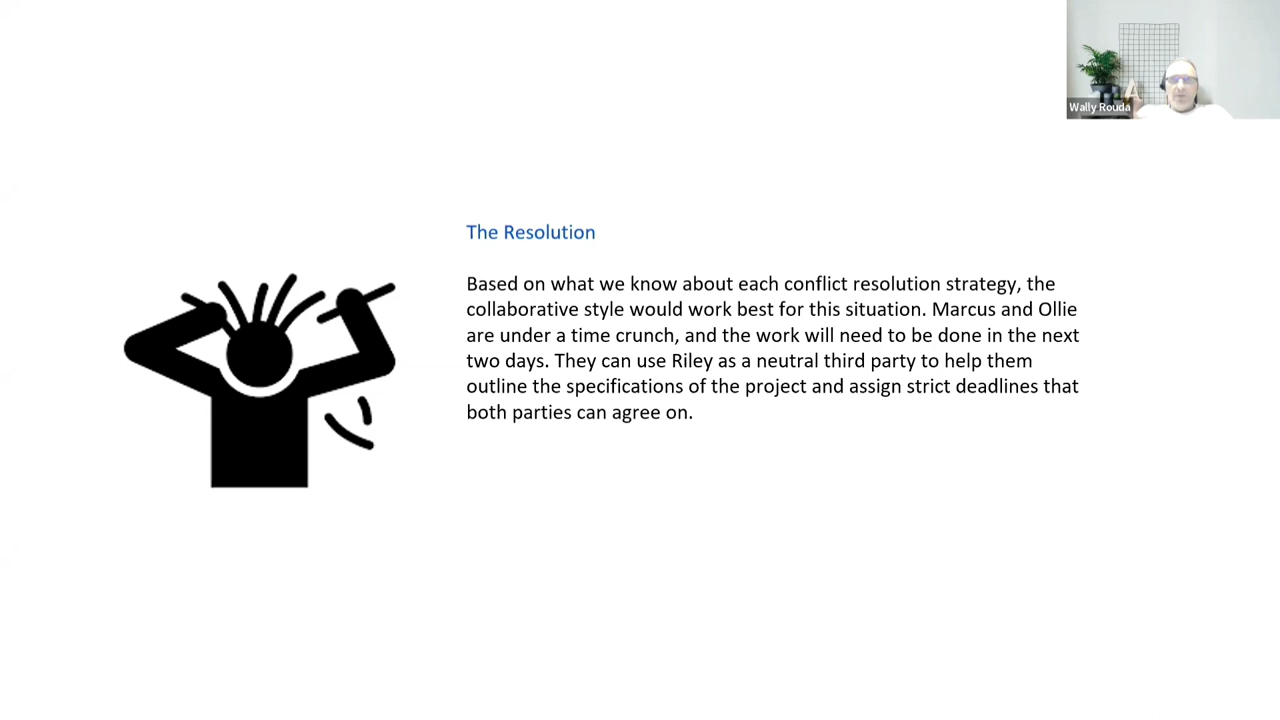 Wally Rouda
The Resolution
Based on what we know about each conflict resolution strategy, the
collaborative style would work best for this situation. Marcus and Ollie
are under a time crunch, and the work will need to be done in the next
two days. They can use Riley as a neutral third party to help them
outline the specifications of the project and assign strict deadlines that
both parties can agree on.